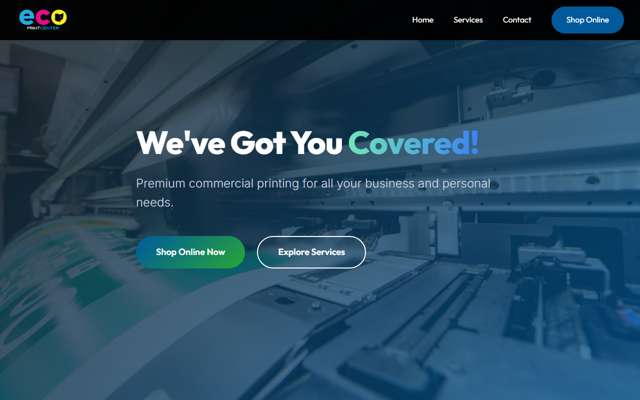 eco
PRINT CENTER
Home
Services
Contact
Shop Online
We've Got You Covered!
Premium commercial printing for all your business and personal
needs.
Shop Online Now
Explore Services